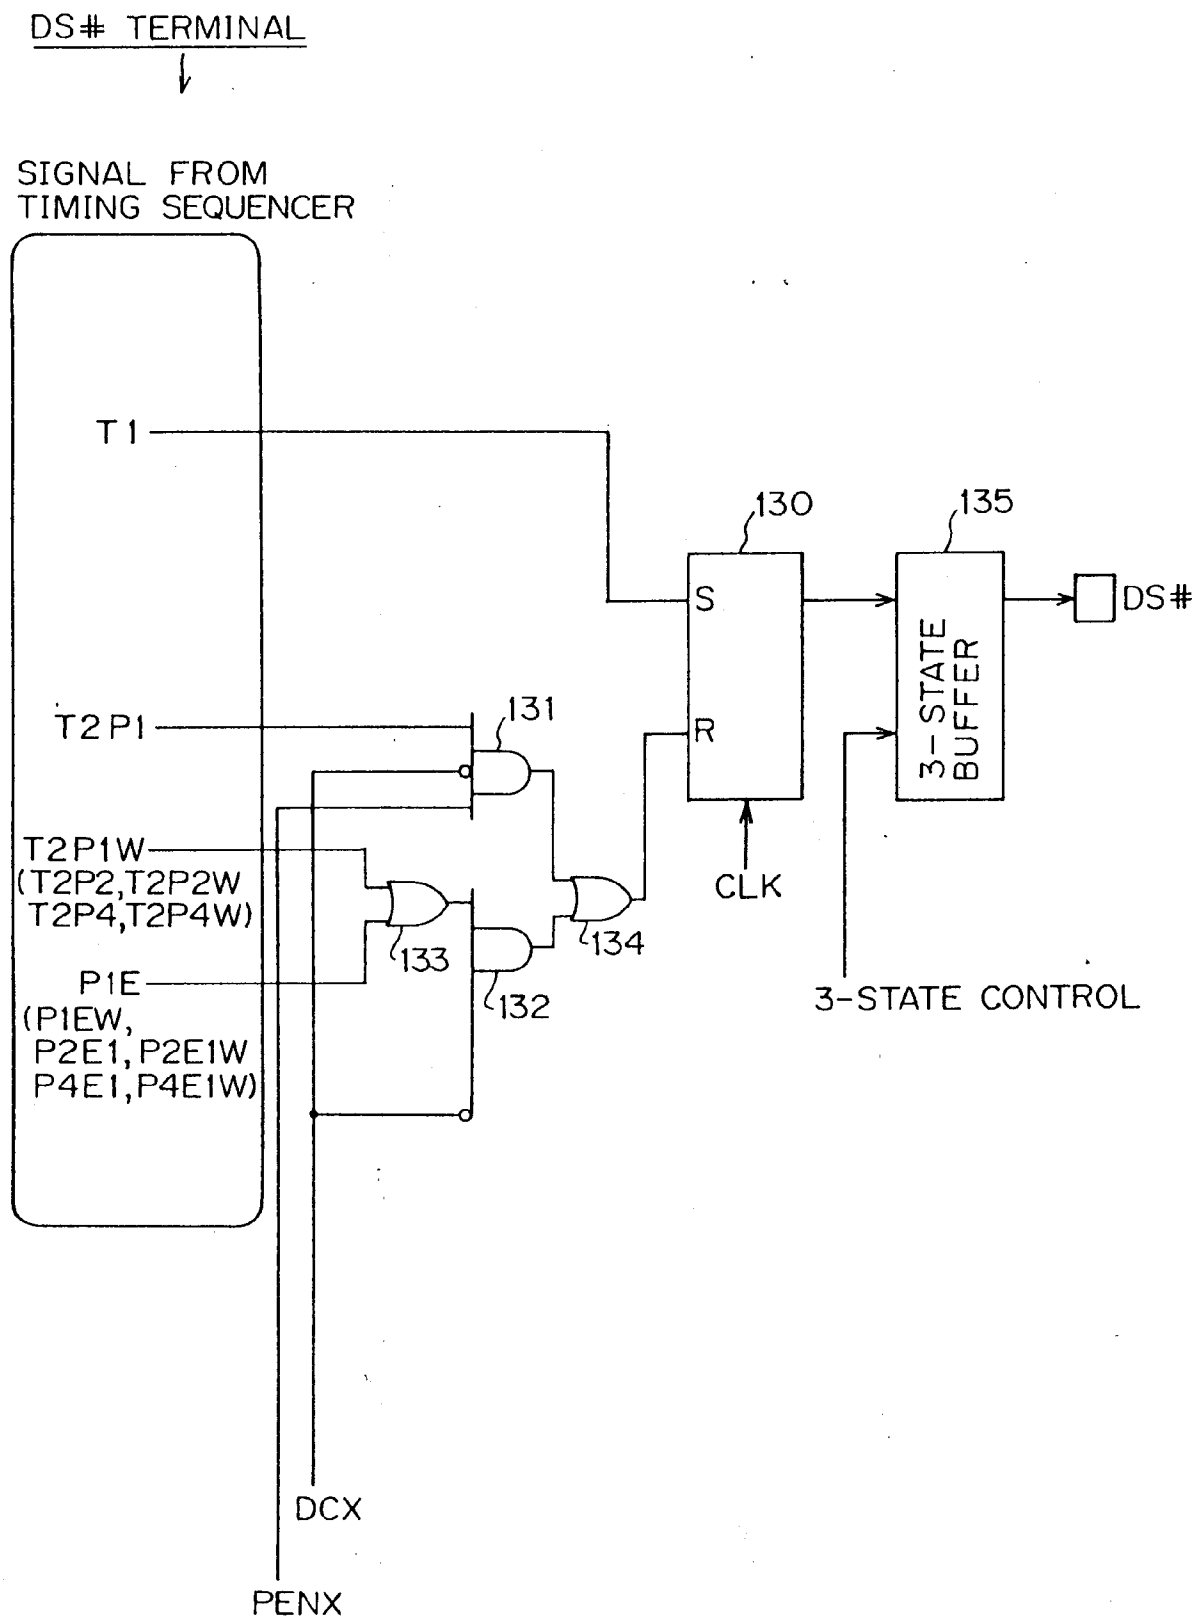 DS# TERMINAL
SIGNAL FROM
TIMING SEQUENCER
T1
130
135
S
DS#
3-STATE
BUFFER
T2P1
131
R
T2P1W
(T2P2, T2P2W
T2P4, T2P4W)
CLK
133
134
P1E
132
3-STATE CONTROL
(P1EW,
P2E1, P2E1W
P4E1, P4E1W)
DCX
PENX